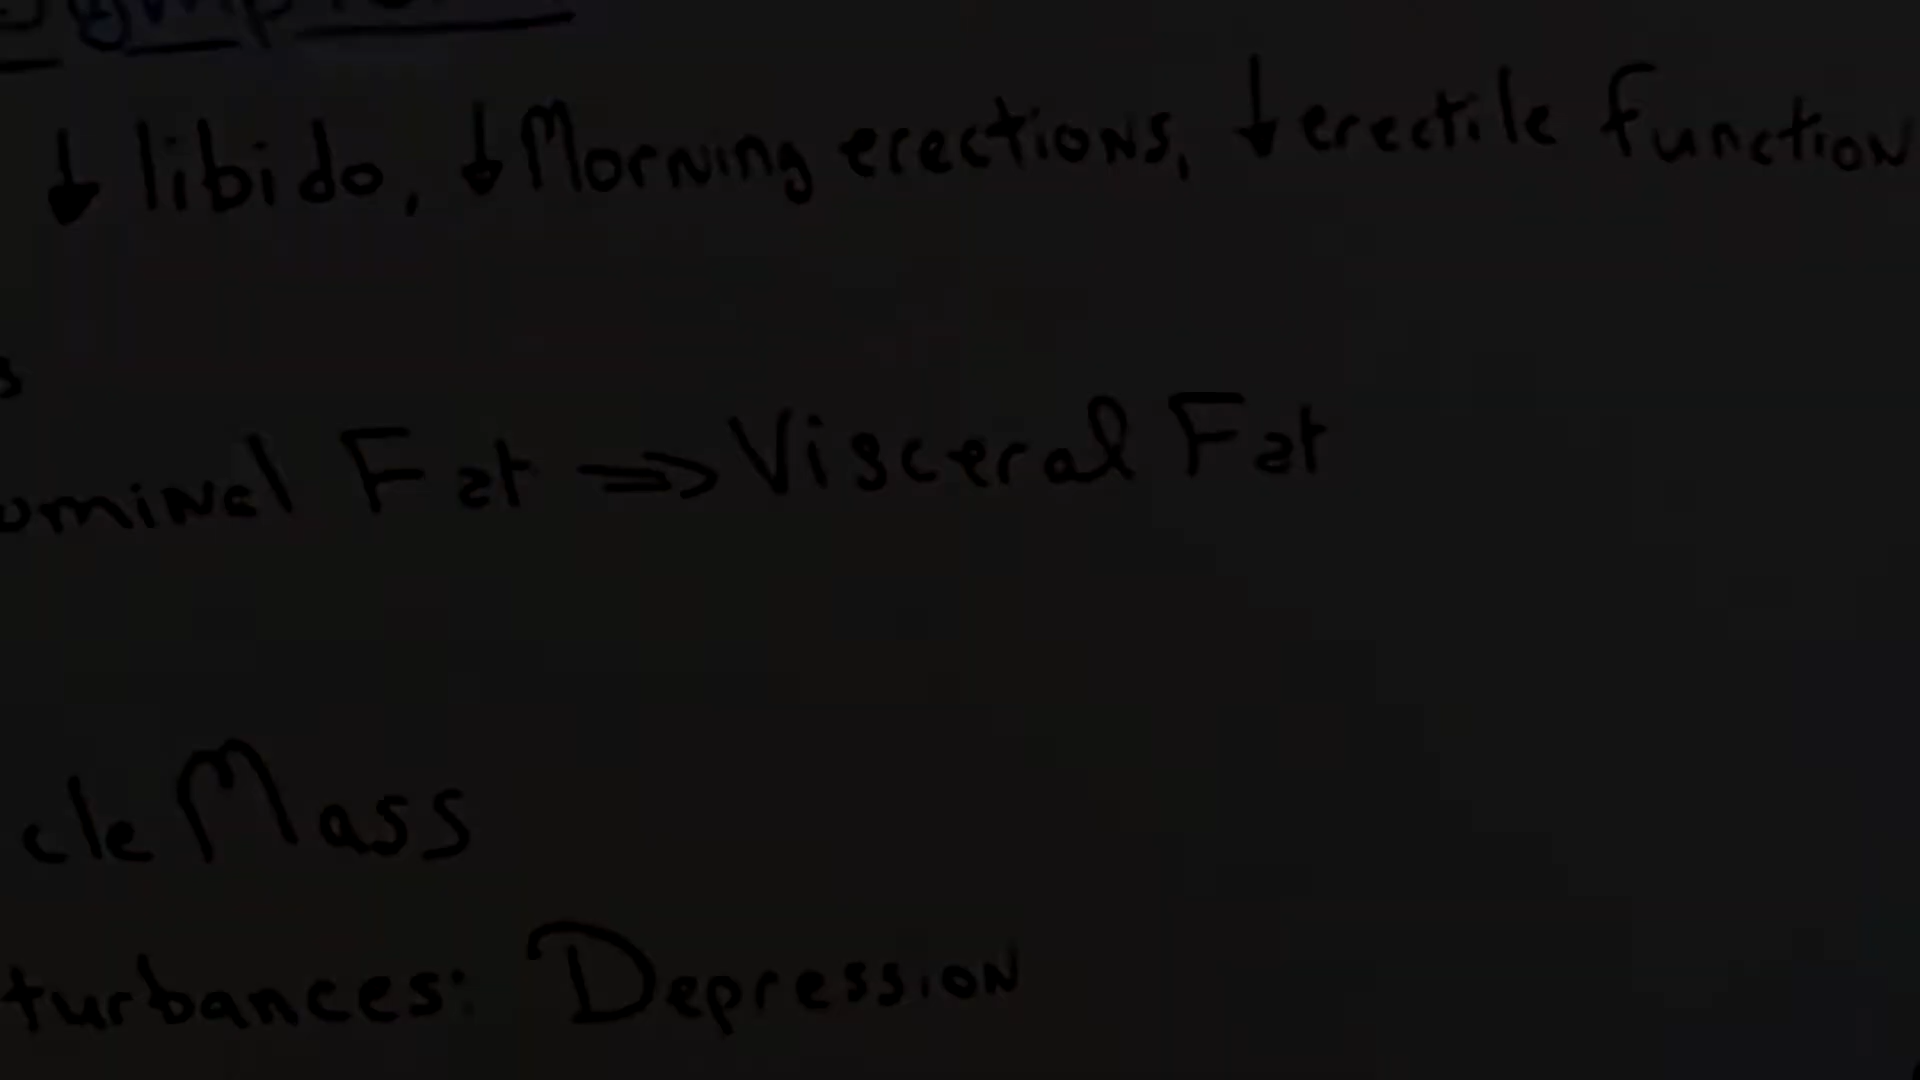 ↓ libido, ↓ Morning erections, ↓ erectile function
s
ominal Fat ⇒ Visceral Fat
cle Mass
turbances: Depression